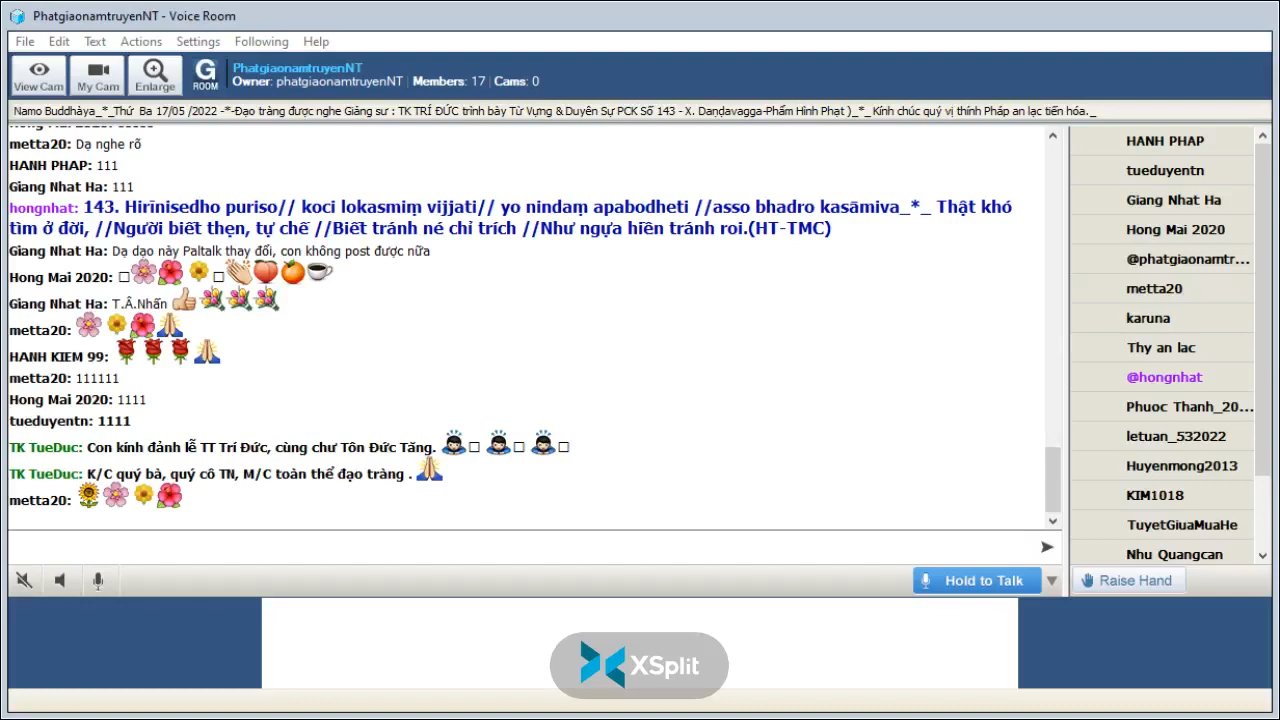 PhatgiaonamtruyenNT - Voice Room
File Edit Text Actions Settings Following Help
View Cam My Cam Enlarge G ROOM
PhatgiaonamtruyenNT
Owner: phatgiaonamtruyenNT | Members: 17 | Cams: 0
Namo Buddhàya_*_Thứ Ba 17/05 /2022 -*-Đạo tràng được nghe Giảng sư : TK TRÍ ĐỨC trình bày Từ Vựng & Duyên Sự PCK Số 143 - X. Daṇḍavagga-Phẩm Hình Phạt )_*_ Kính chúc quý vị thính Pháp an lạc tiến hóa._
metta20: Dạ nghe rõ
HANH PHAP: 111
Giang Nhat Ha: 111
hongnhat: 143. Hirīnisedho puriso// koci lokasmiṃ vijjati// yo nindaṃ apabodheti //asso bhadro kasāmiva_*_ Thật khó
tìm ở đời, //Người biết thẹn, tự chế //Biết tránh né chỉ trích //Như ngựa hiền tránh roi.(HT-TMC)
Giang Nhat Ha: Dạ dạo này Paltalk thay đổi, con không post được nữa
Hong Mai 2020:
Giang Nhat Ha: T.Â.Nhấn
metta20:
HANH KIEM 99:
metta20: 111111
Hong Mai 2020: 1111
tueduyentn: 1111
TK TueDuc: Con kính đảnh lễ TT Trí Đức, cùng chư Tôn Đức Tăng.
TK TueDuc: K/C quý bà, quý cô TN, M/C toàn thể đạo tràng .
metta20:
HANH PHAP
tueduyentn
Giang Nhat Ha
Hong Mai 2020
@phatgiaonamtr...
metta20
karuna
Thy an lac
@hongnhat
Phuoc Thanh_20...
letuan_532022
Huyenmong2013
KIM1018
TuyetGiuaMuaHe
Nhu Quangcan
Hold to Talk
Raise Hand
XSplit